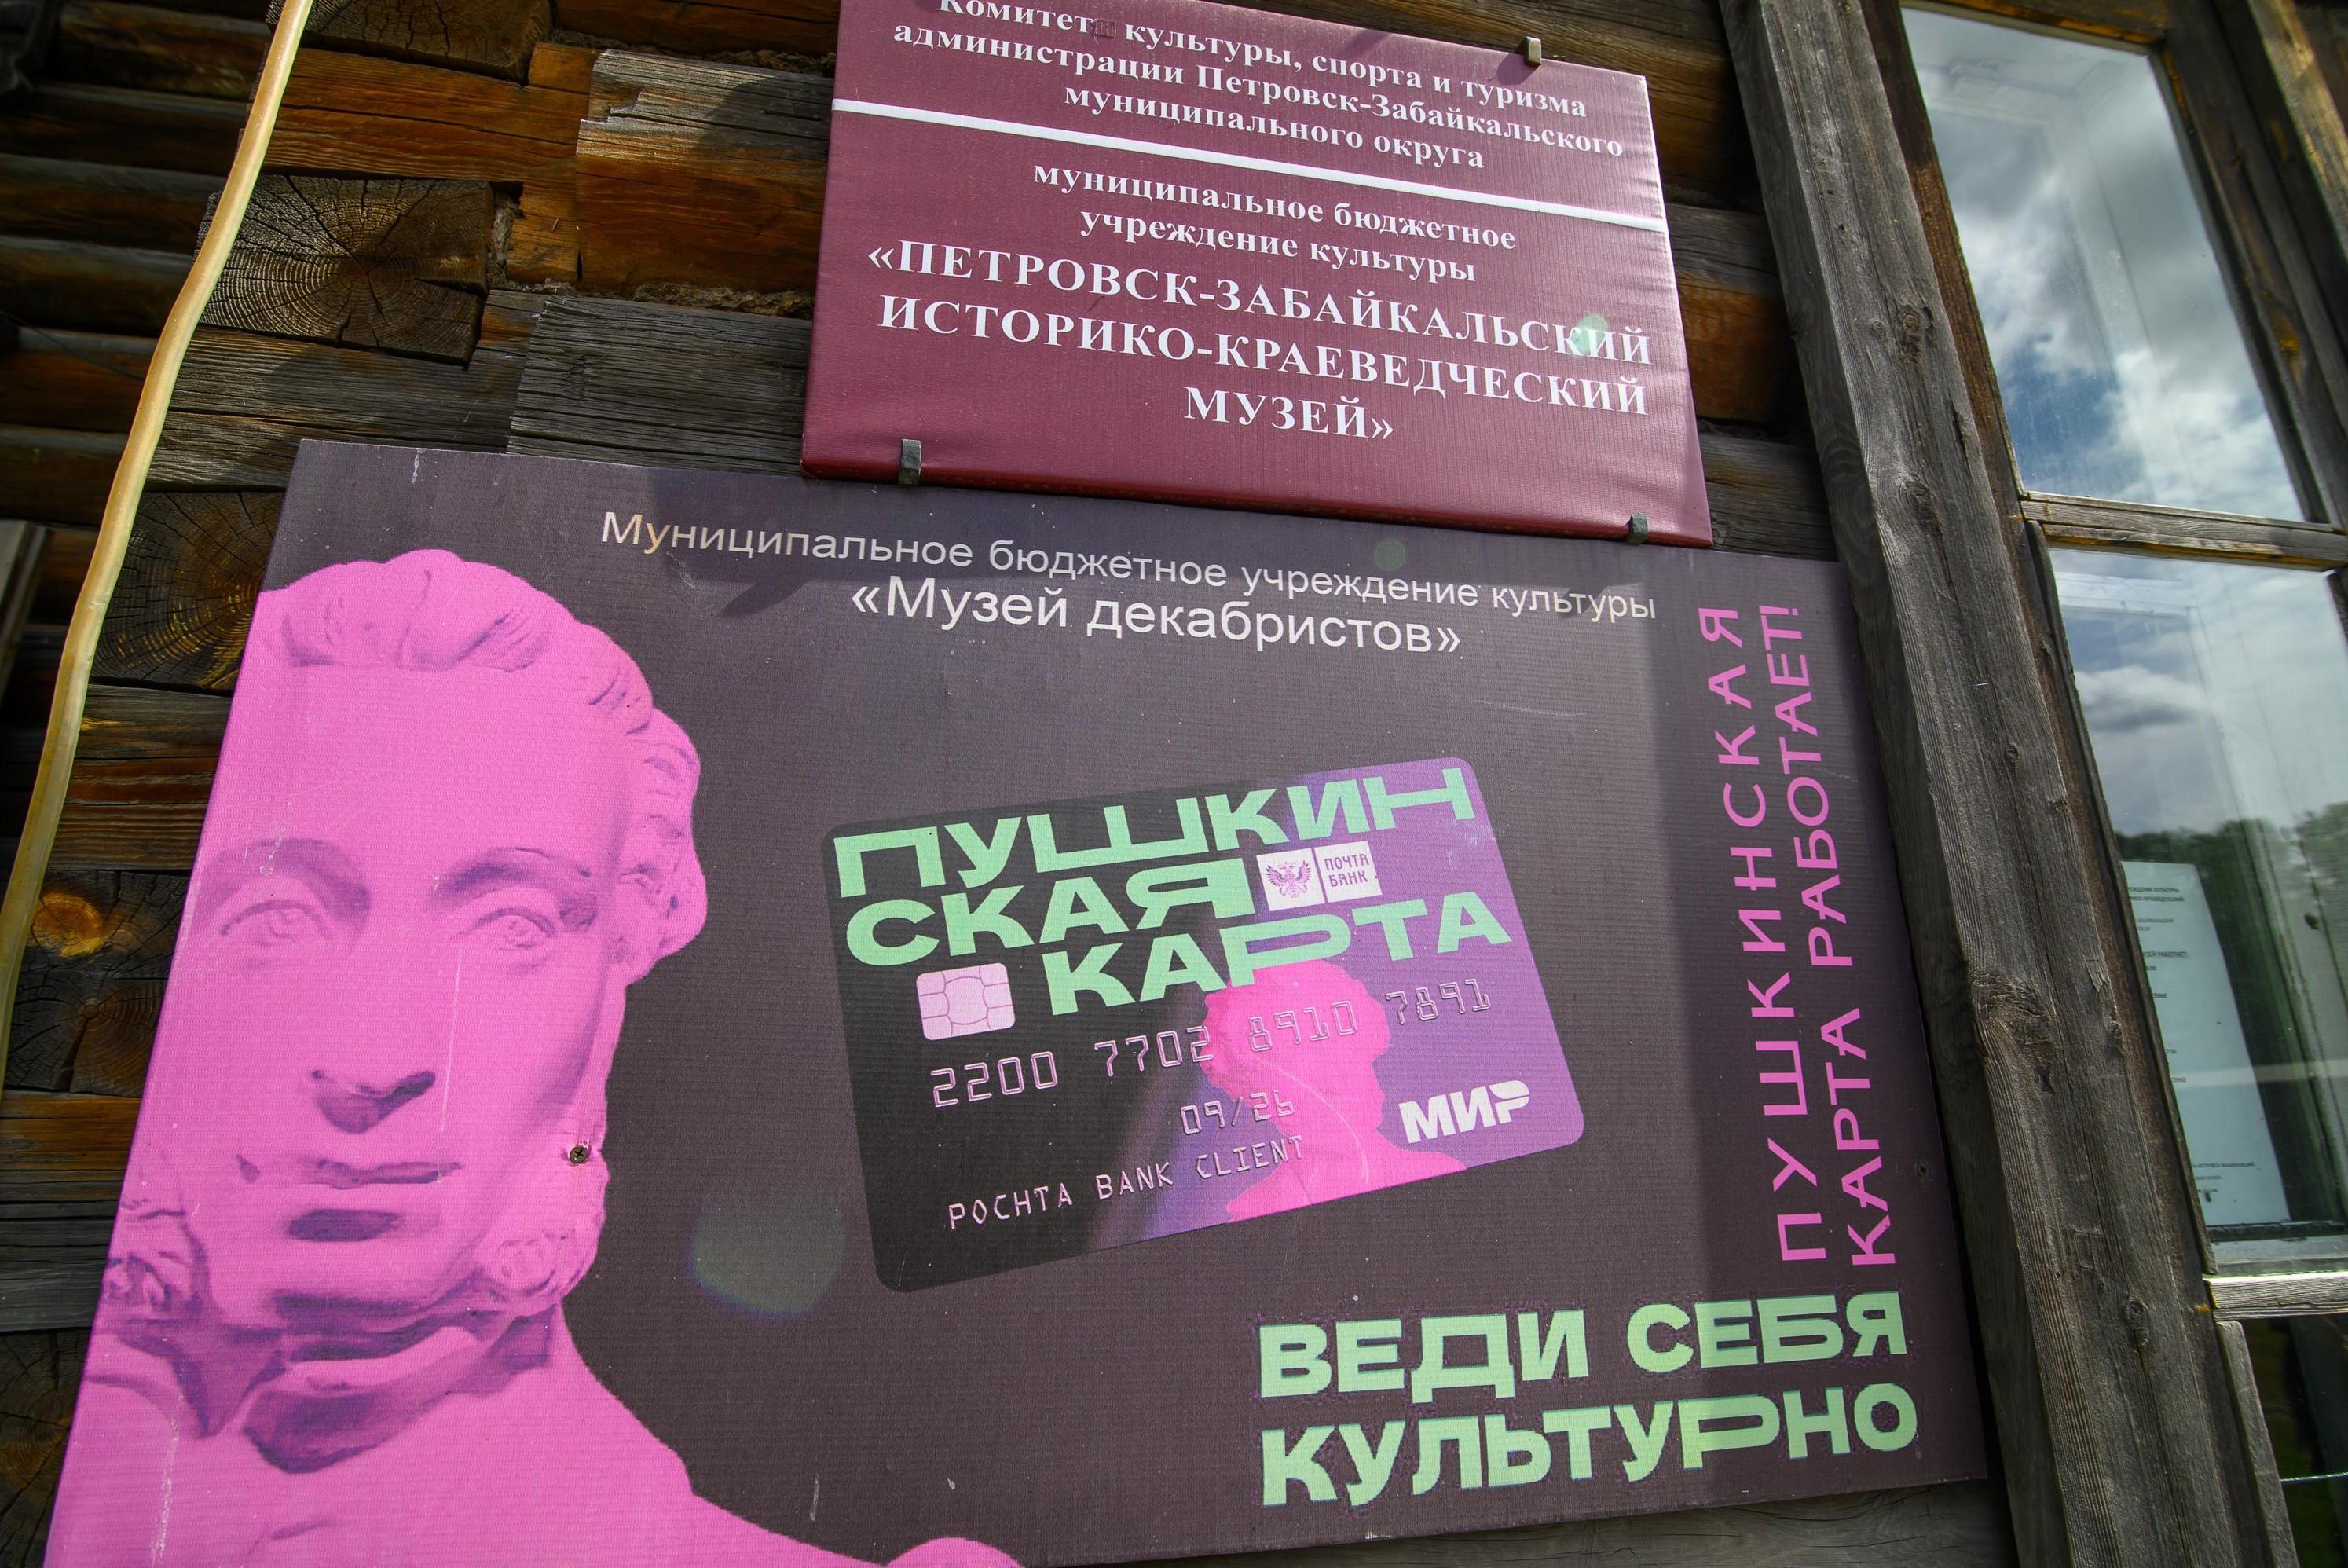 Комитет культуры, спорта и туризма
администрации Петровск-Забайкальского
муниципального округа
муниципальное бюджетное
учреждение культуры
«ПЕТРОВСК-ЗАБАЙКАЛЬСКИЙ
ИСТОРИКО-КРАЕВЕДЧЕСКИЙ
МУЗЕЙ»
Муниципальное бюджетное учреждение культуры
«Музей декабристов»
ПУШКИН
СКАЯ
ПОЧТА
БАНК
КАРТА
2200 7702 8910 7891
09/26
POCHTA BANK CLIENT
МИР
ПУШКИНСКАЯ
КАРТА РАБОТАЕТ!
ВЕДИ СЕБЯ
КУЛЬТУРНО